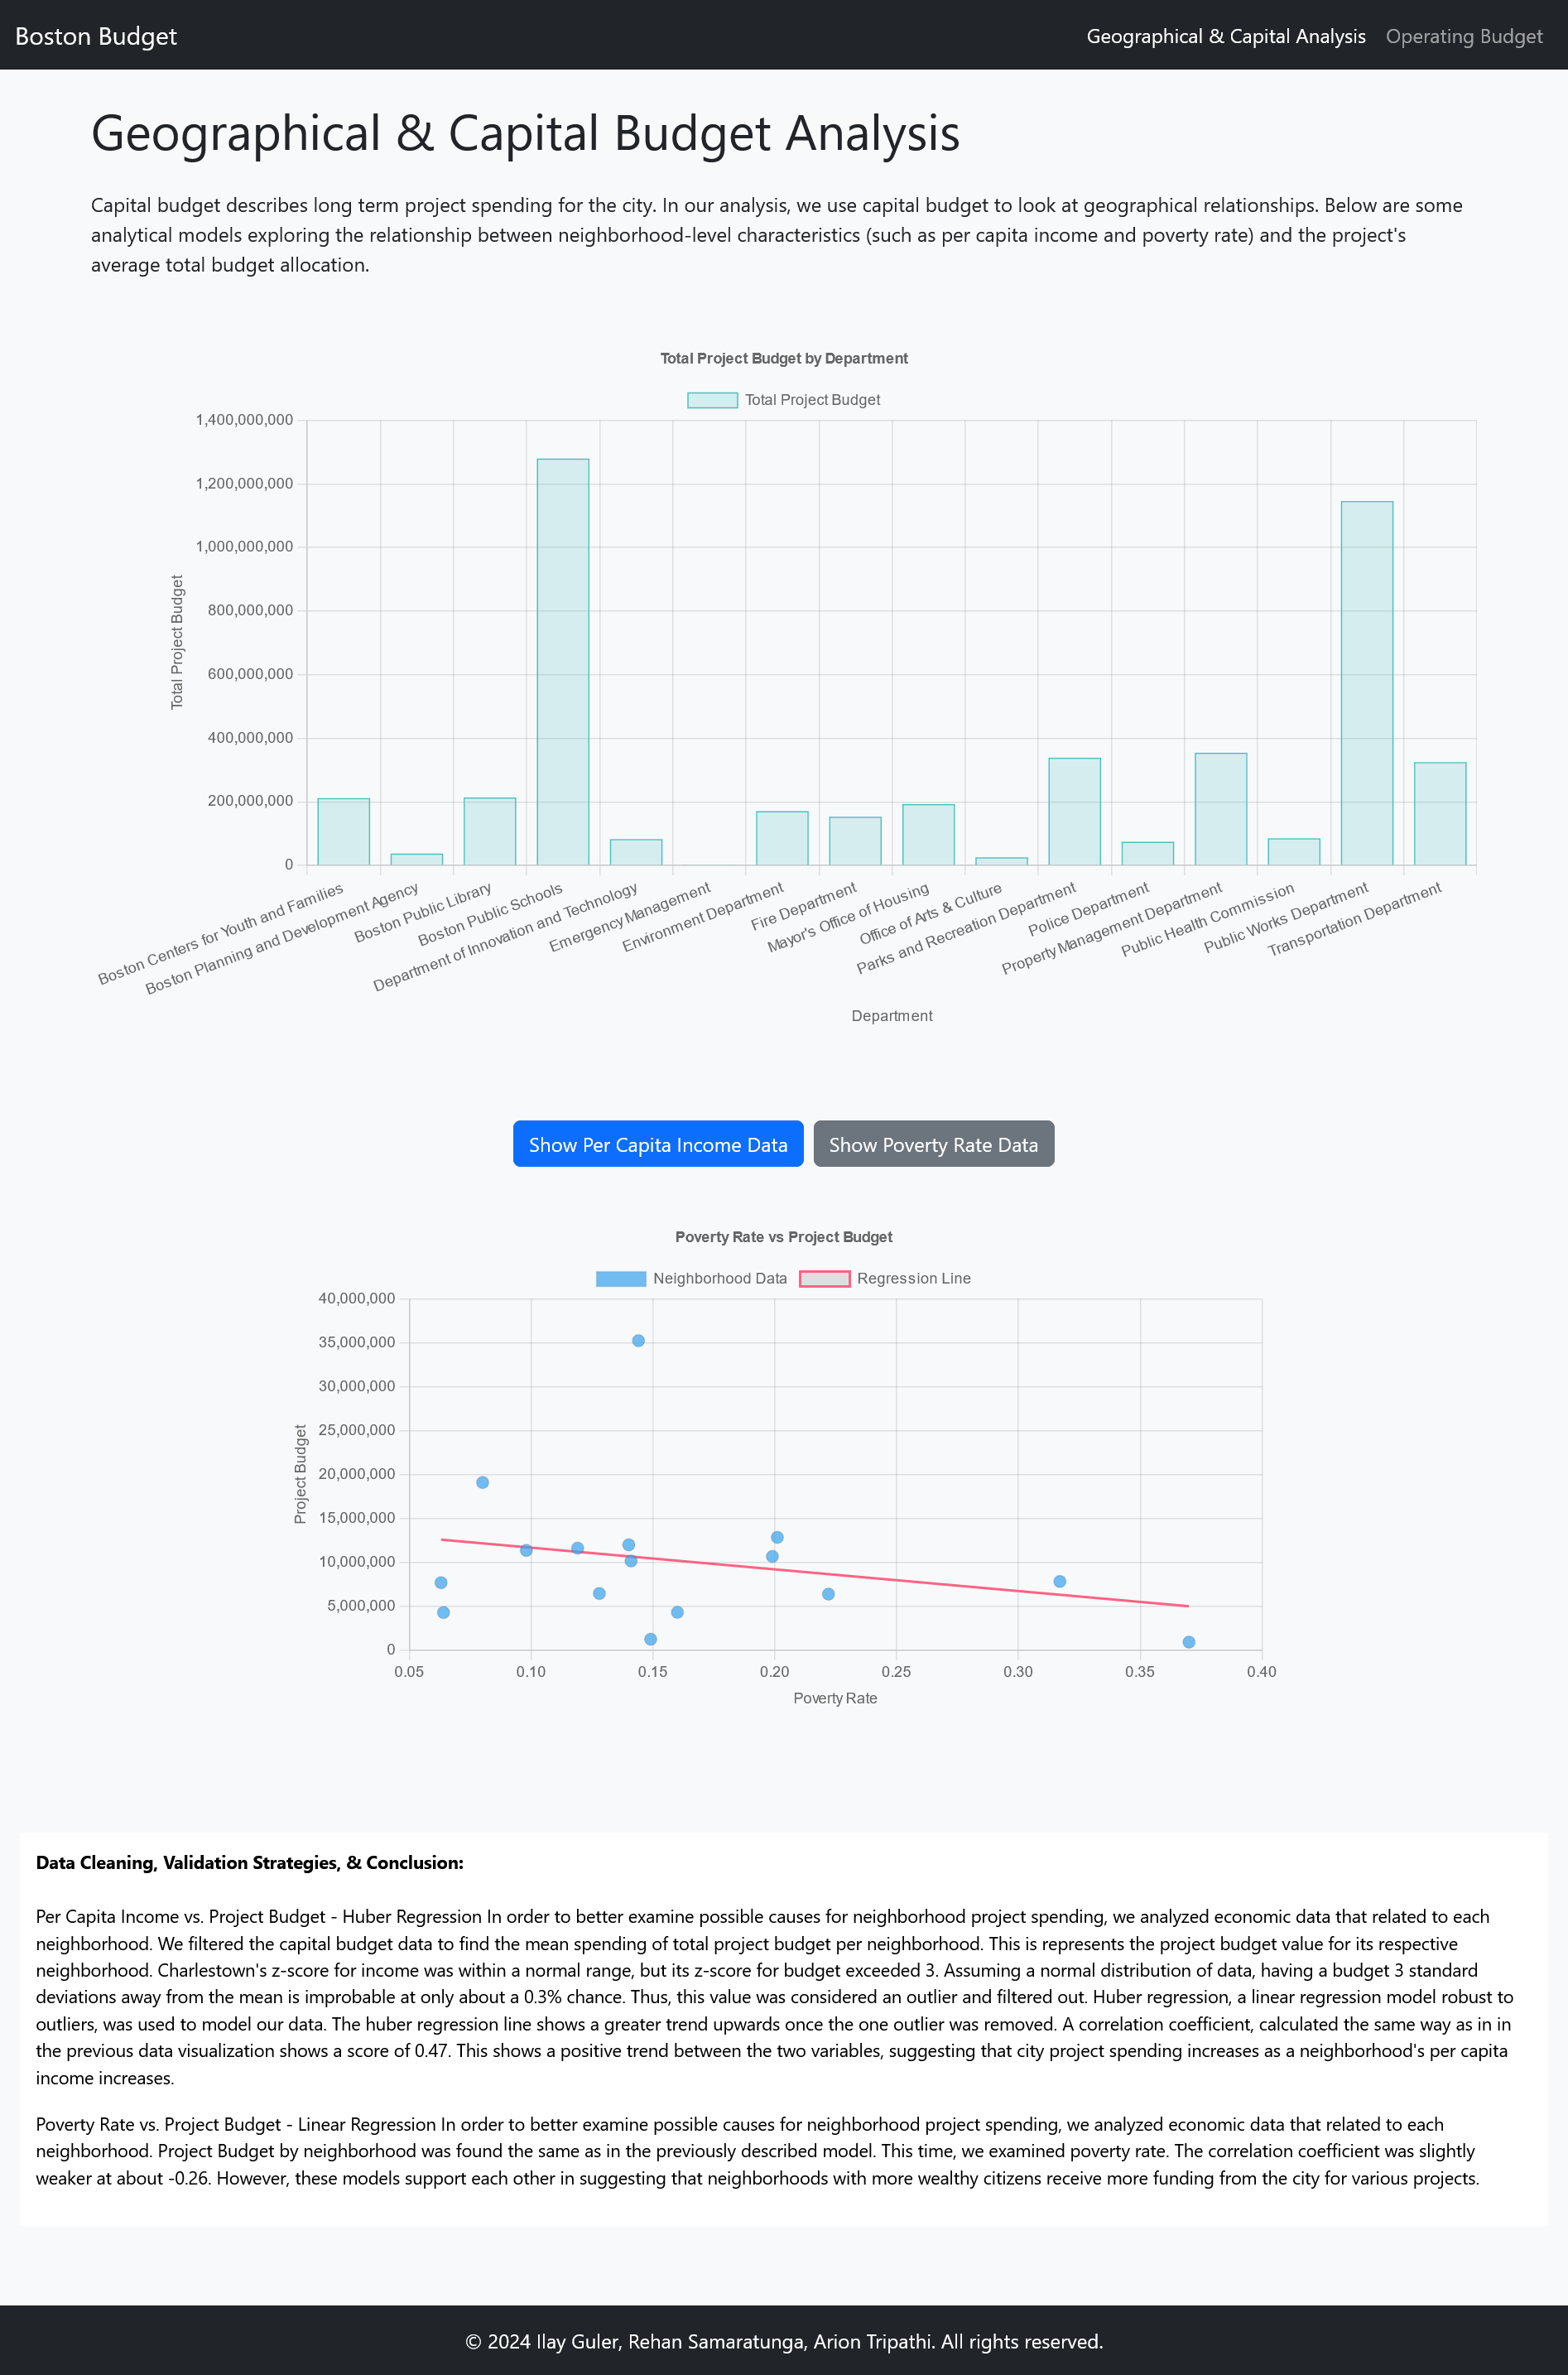 Boston Budget
Geographical & Capital Analysis
Operating Budget
Geographical & Capital Budget Analysis
Capital budget describes long term project spending for the city. In our analysis, we use capital budget to look at geographical relationships. Below are some
analytical models exploring the relationship between neighborhood-level characteristics (such as per capita income and poverty rate) and the project's
average total budget allocation.
Total Project Budget by Department
Total Project Budget
1,400,000,000
1,200,000,000
1,000,000,000
800,000,000
600,000,000
400,000,000
200,000,000
0
Total Project Budget
Boston Centers for Youth and Families
Boston Planning and Development Agency
Boston Public Library
Boston Public Schools
Department of Innovation and Technology
Emergency Management
Environment Department
Fire Department
Mayor's Office of Housing
Office of Arts & Culture
Parks and Recreation Department
Police Department
Property Management Department
Public Health Commission
Public Works Department
Transportation Department
Department
Show Per Capita Income Data
Show Poverty Rate Data
Poverty Rate vs Project Budget
Neighborhood Data
Regression Line
40,000,000
35,000,000
30,000,000
25,000,000
20,000,000
15,000,000
10,000,000
5,000,000
0
Project Budget
0.05
0.10
0.15
0.20
0.25
0.30
0.35
0.40
Poverty Rate
Data Cleaning, Validation Strategies, & Conclusion:
Per Capita Income vs. Project Budget - Huber Regression In order to better examine possible causes for neighborhood project spending, we analyzed economic data that related to each
neighborhood. We filtered the capital budget data to find the mean spending of total project budget per neighborhood. This is represents the project budget value for its respective
neighborhood. Charlestown's z-score for income was within a normal range, but its z-score for budget exceeded 3. Assuming a normal distribution of data, having a budget 3 standard
deviations away from the mean is improbable at only about a 0.3% chance. Thus, this value was considered an outlier and filtered out. Huber regression, a linear regression model robust to
outliers, was used to model our data. The huber regression line shows a greater trend upwards once the one outlier was removed. A correlation coefficient, calculated the same way as in in
the previous data visualization shows a score of 0.47. This shows a positive trend between the two variables, suggesting that city project spending increases as a neighborhood's per capita
income increases.
Poverty Rate vs. Project Budget - Linear Regression In order to better examine possible causes for neighborhood project spending, we analyzed economic data that related to each
neighborhood. Project Budget by neighborhood was found the same as in the previously described model. This time, we examined poverty rate. The correlation coefficient was slightly
weaker at about -0.26. However, these models support each other in suggesting that neighborhoods with more wealthy citizens receive more funding from the city for various projects.
© 2024 Ilay Guler, Rehan Samaratunga, Arion Tripathi. All rights reserved.